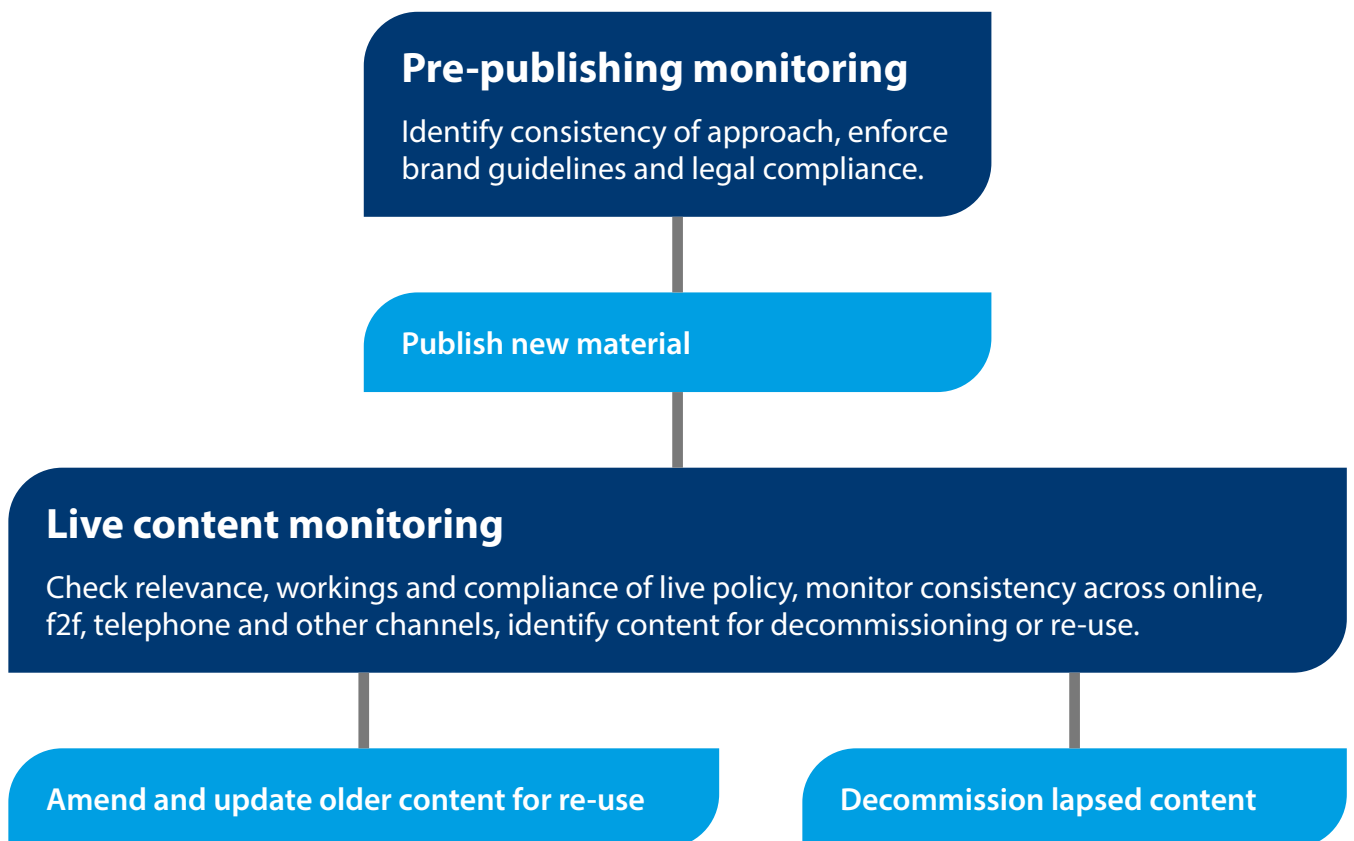 Pre-publishing monitoring
Identify consistency of approach, enforce
brand guidelines and legal compliance.
Publish new material
Live content monitoring
Check relevance, workings and compliance of live policy, monitor consistency across online,
f2f, telephone and other channels, identify content for decommissioning or re-use.
Amend and update older content for re-use
Decommission lapsed content